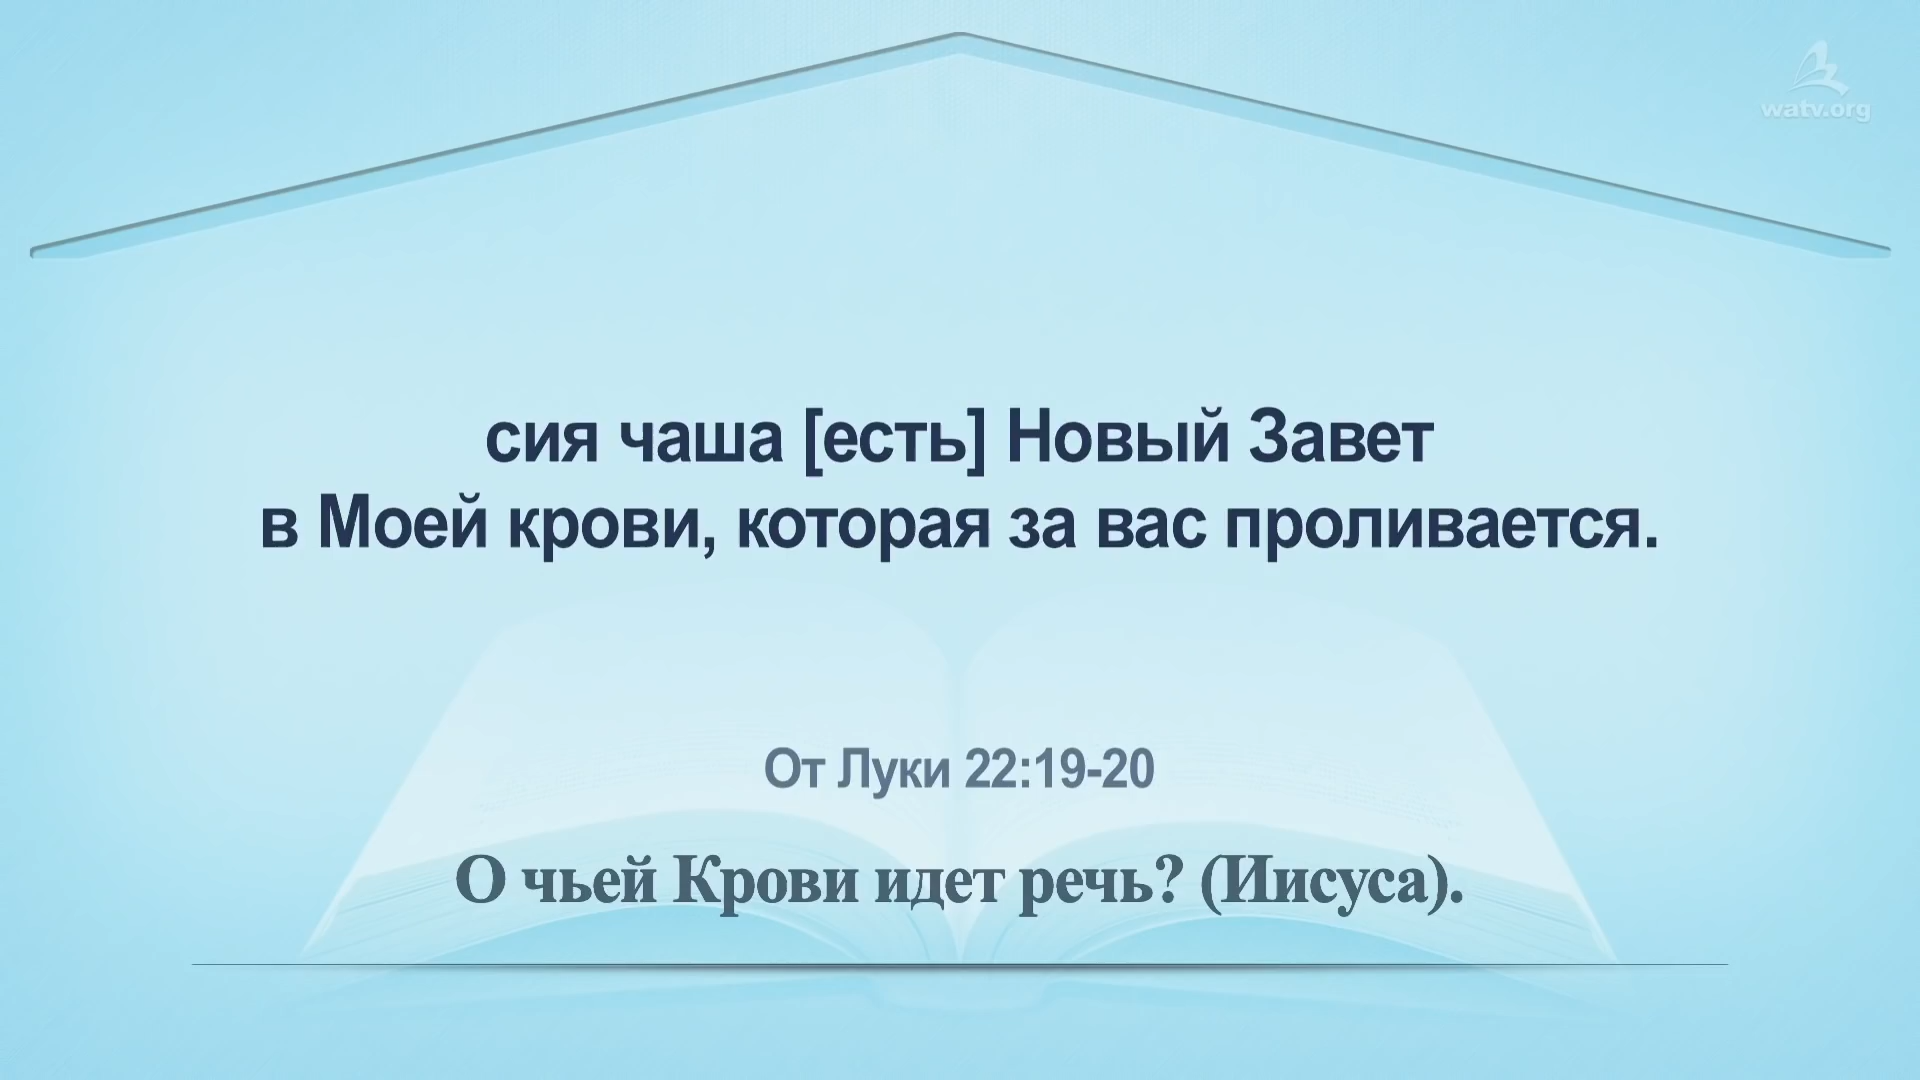 watv.org
сия чаша [есть] Новый Завет
в Моей крови, которая за вас проливается.
От Луки 22:19-20
О чьей Крови идет речь? (Иисуса).